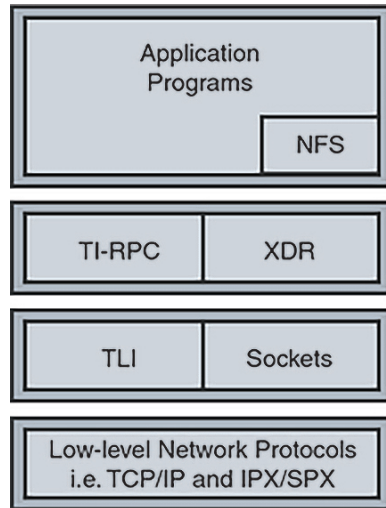 Application
Programs
NFS
TI-RPC
XDR
TLI
Sockets
Low-level Network Protocols
i.e. TCP/IP and IPX/SPX